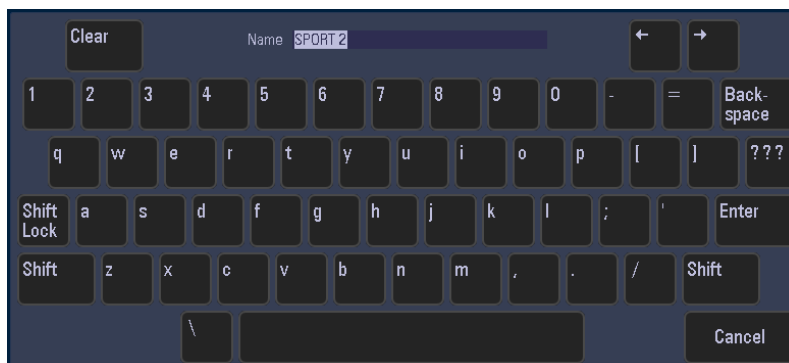 Clear Name SPORT 2 ← →
1 2 3 4 5 6 7 8 9 0 - = Back-
space
q w e r t y u i o p [ ] ???
Shift
Lock a s d f g h j k l ; ' Enter
Shift z x c v b n m , . / Shift
\ Cancel